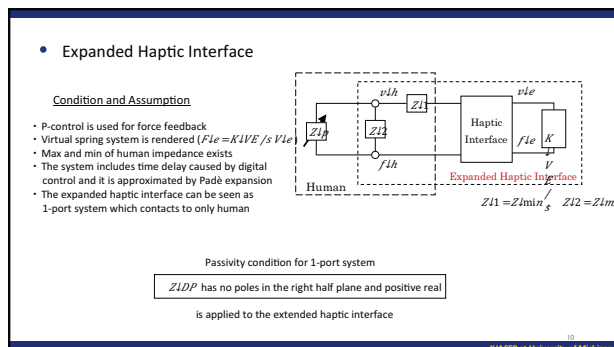 • Expanded Haptic Interface
Condition and Assumption
• P-control is used for force feedback
• Virtual spring system is rendered (F↓e=K↓VE/s V↓e)
• Max and min of human impedance exists
• The system includes time delay caused by digital
control and it is approximated by Padè expansion
• The expanded haptic interface can be seen as
1-port system which contacts to only human
v↓h
v↓e
Z↓1
Z↓p
Z↓2
Haptic
Interface
K
f↓h
f↓e
↓
V
E
/
s
Human
Expanded Haptic Interface
Z↓1=Z↓min
Z↓2=Z↓m
Passivity condition for 1-port system
Z↓DP has no poles in the right half plane and positive real
is applied to the extended haptic interface
10